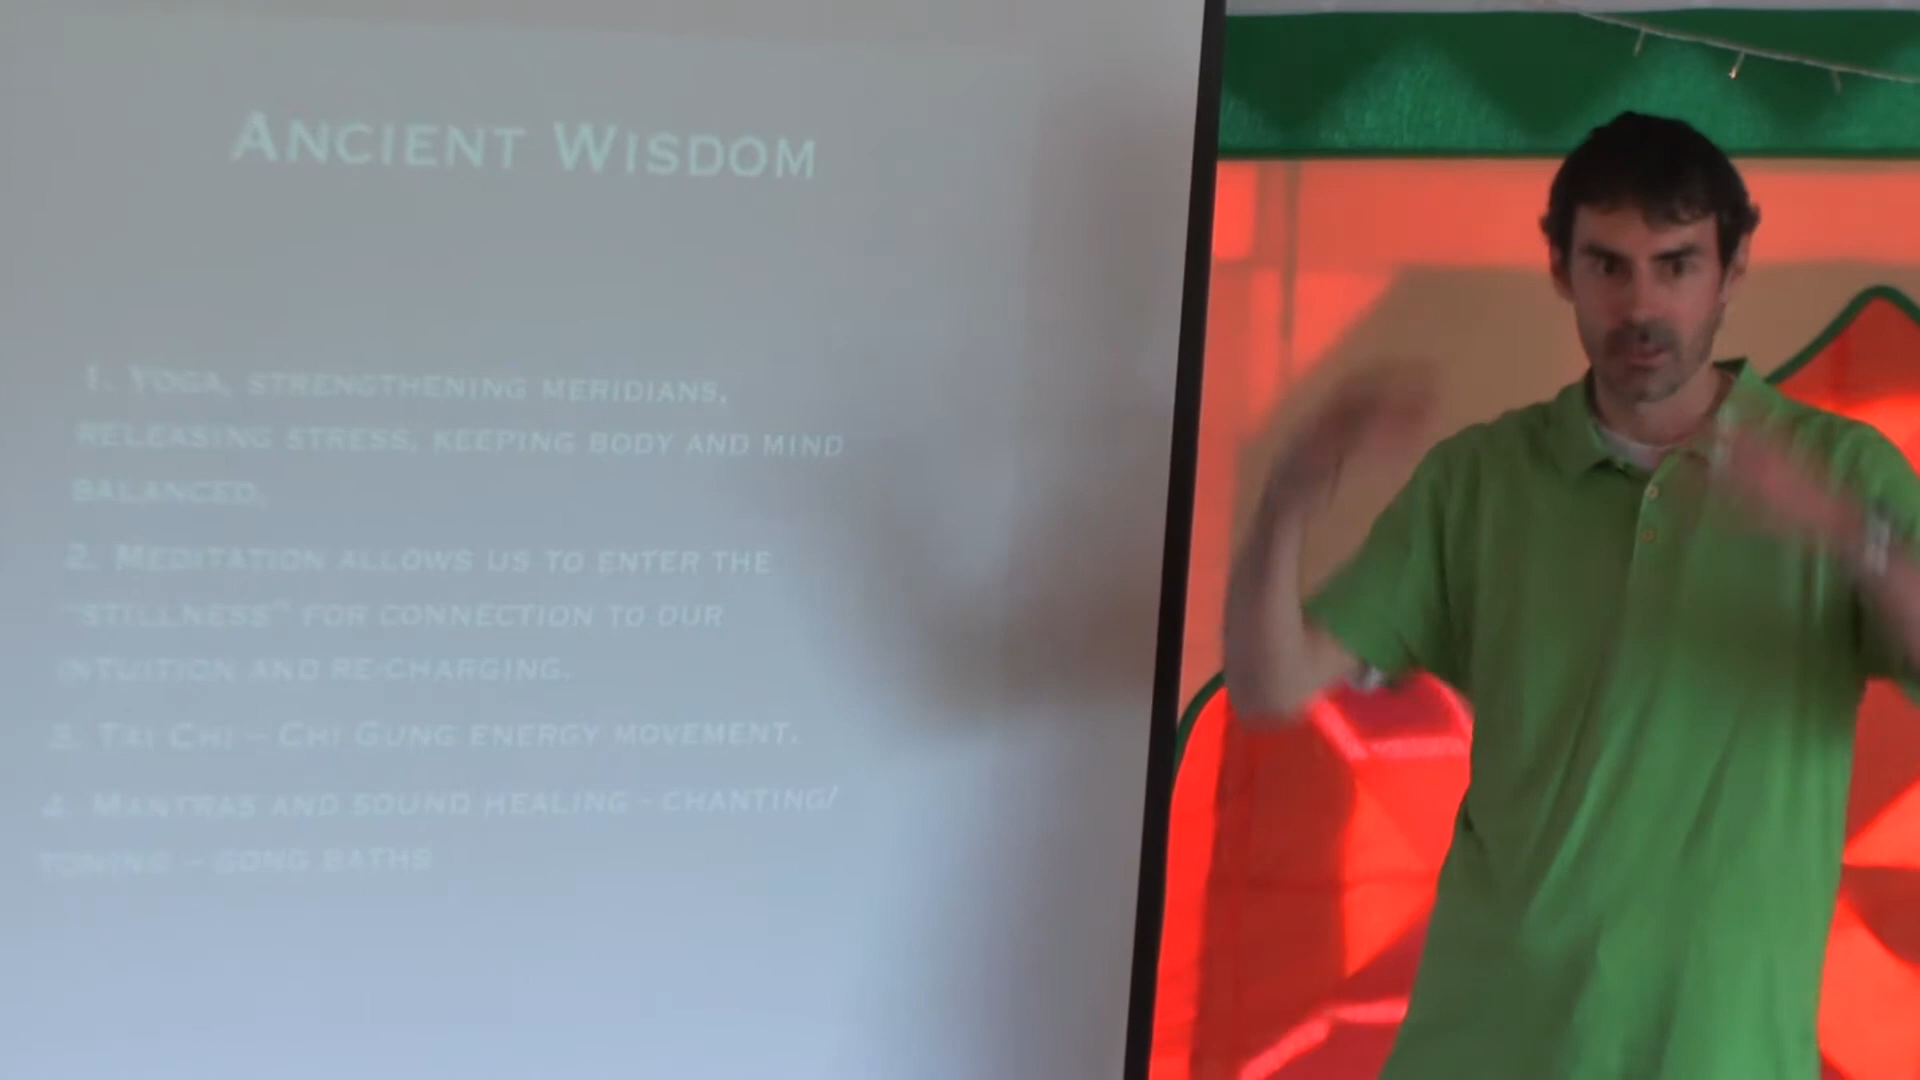 ANCIENT WISDOM
1. YOGA, STRENGTHENING MERIDIANS,
RELEASING STRESS, KEEPING BODY AND MIND
BALANCED.
2. MEDITATION ALLOWS US TO ENTER THE
"STILLNESS" FOR CONNECTION TO OUR
INTUITION AND RE-CHARGING.
3. TAI CHI – CHI GUNG ENERGY MOVEMENT.
4. MANTRAS AND SOUND HEALING - CHANTING/
TONING – GONG BATHS